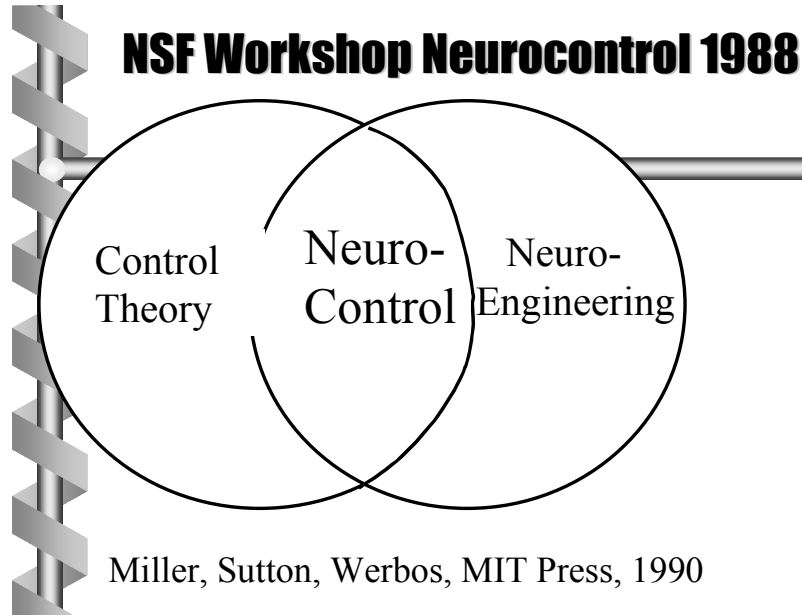 NSF Workshop Neurocontrol 1988
Control
Theory
Neuro-
Control
Neuro-
Engineering
Miller, Sutton, Werbos, MIT Press, 1990